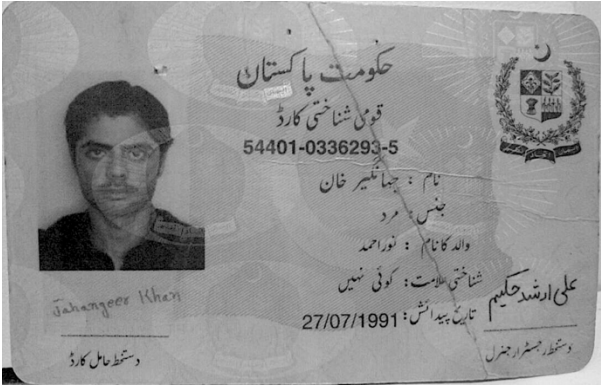 حکومت پاکستان
قومی شناختی کارڈ
54401-0336293-5
نام : جہانگیر خان
جنس : مرد
والد کا نام : نور احمد
شناختی علامت: کوئی نہیں
تاریخ پیدائش: 27/07/1991
Jahangeer Khan
دستخط حامل کارڈ
علی ارشد حکیم
دستخط رجسٹرار جنرل